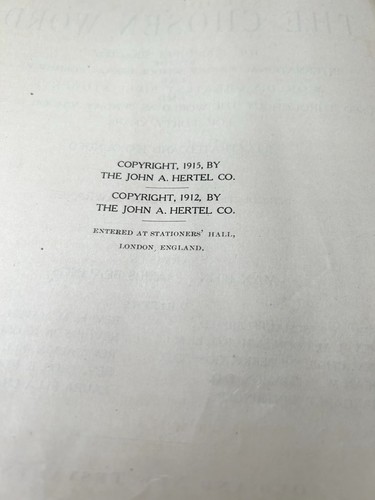 COPYRIGHT, 1915, BY
THE JOHN A. HERTEL CO.
COPYRIGHT, 1912, BY
THE JOHN A. HERTEL CO.
ENTERED AT STATIONERS' HALL,
LONDON, ENGLAND.